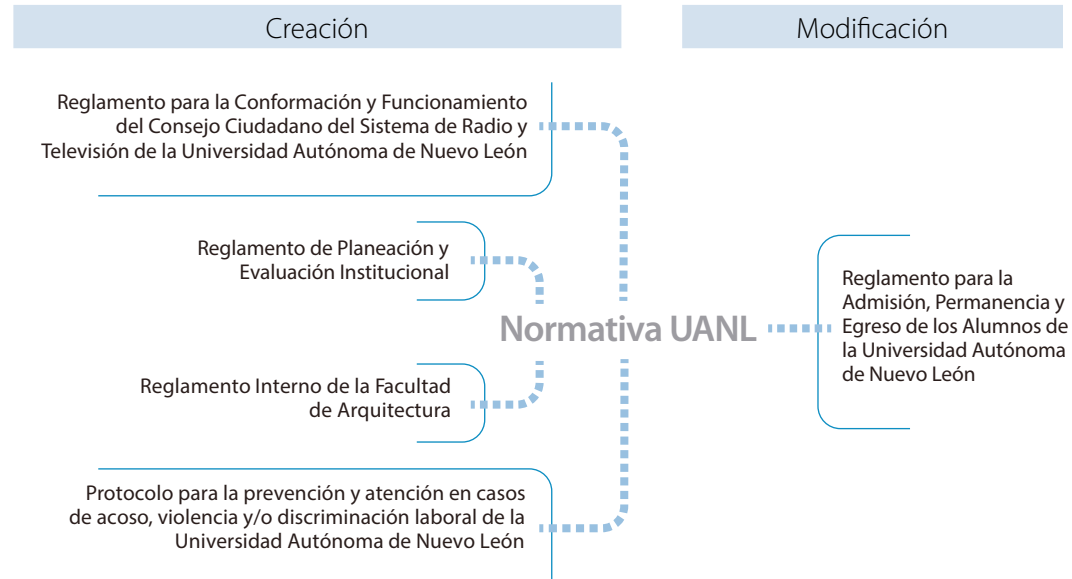 Creación
Modificación
Reglamento para la Conformación y Funcionamiento
del Consejo Ciudadano del Sistema de Radio y
Televisión de la Universidad Autónoma de Nuevo León
Reglamento de Planeación y
Evaluación Institucional
Normativa UANL
Reglamento Interno de la Facultad
de Arquitectura
Protocolo para la prevención y atención en casos
de acoso, violencia y/o discriminación laboral de la
Universidad Autónoma de Nuevo León
Reglamento para la
Admisión, Permanencia y
Egreso de los Alumnos de
la Universidad Autónoma
de Nuevo León